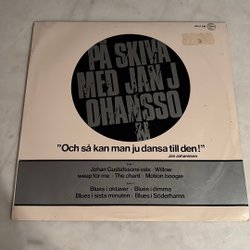 PÅ SKIVA
MED JAN J
OHANSSO
N
"Och så kan man ju dansa till den!"
Jan Johansson
Johan Gustafssons vals · Willow
weep for me · The chant · Motion boogie
Blues i oktaver · Blues i dimma
Blues i sista minuten · Blues i Söderhamn